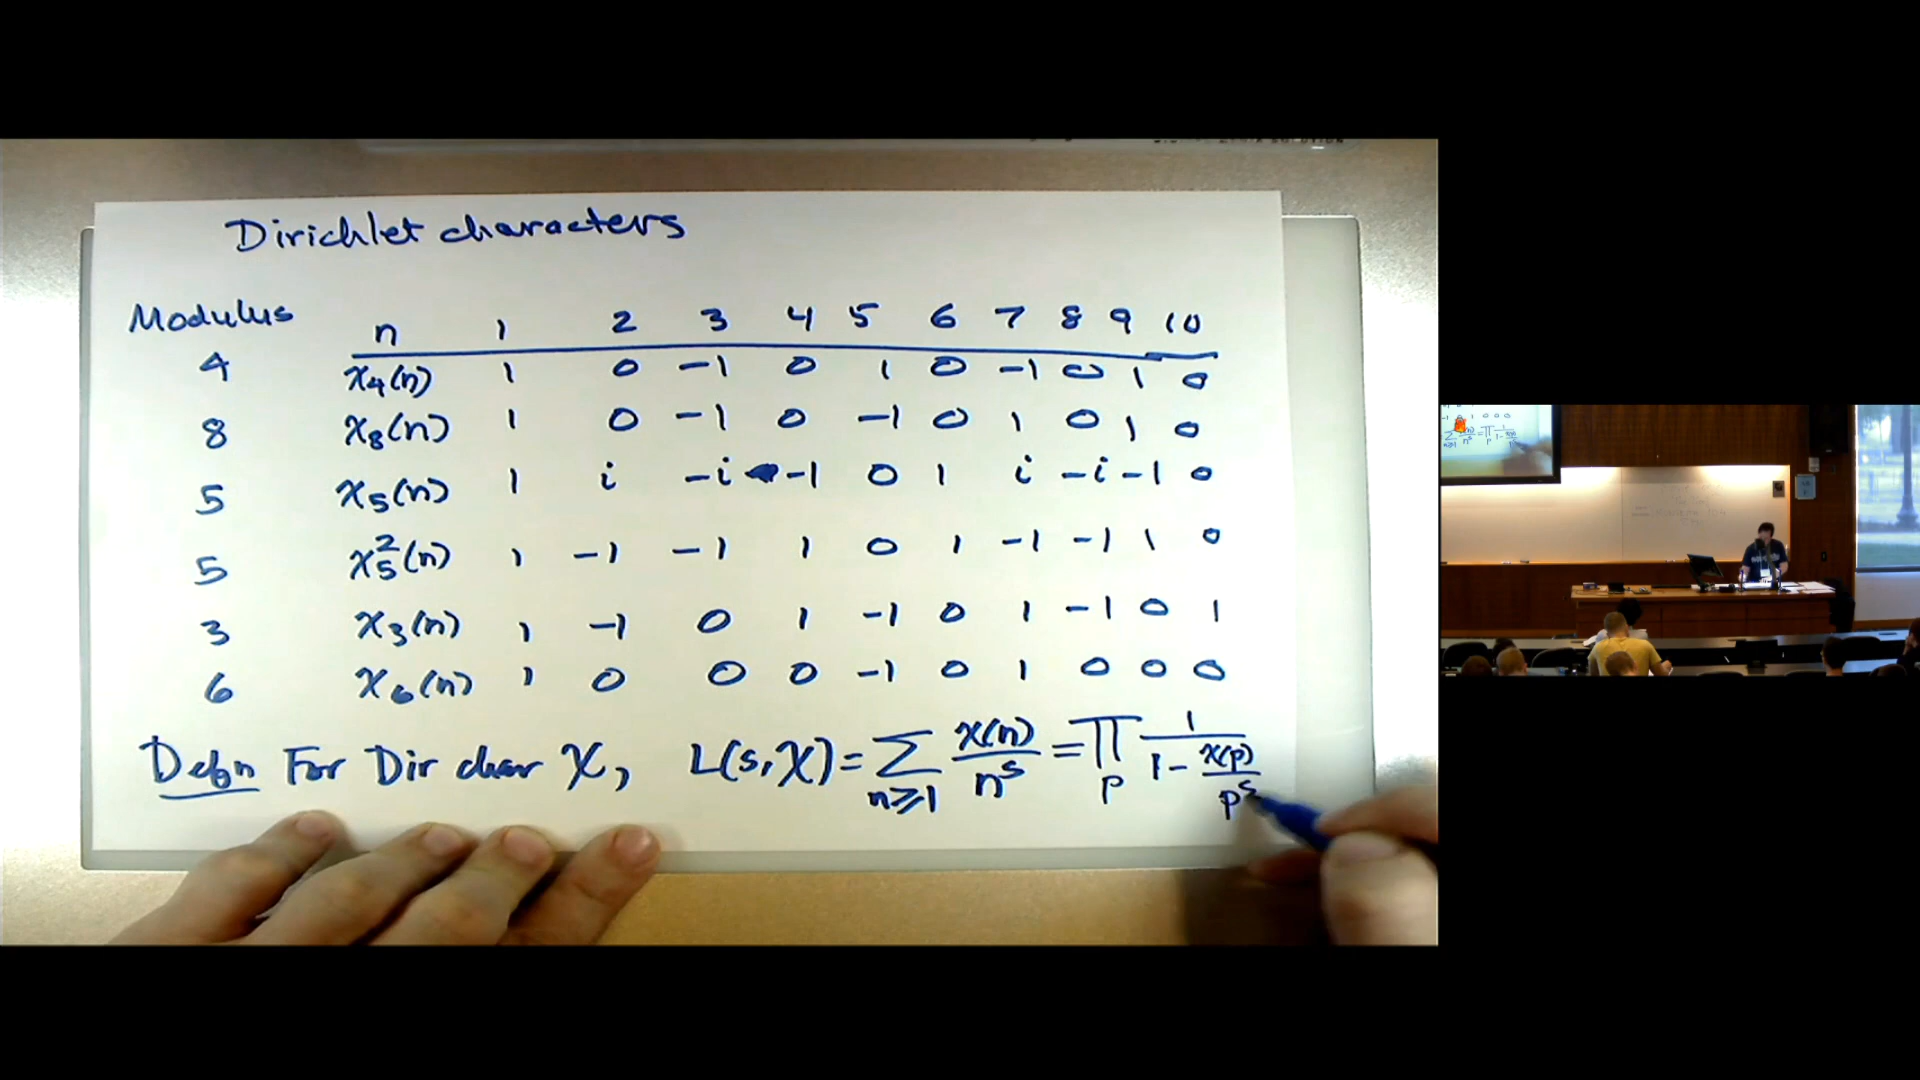 Dirichlet characters
Modulus n 1 2 3 4 5 6 7 8 9 10
4 χ₄(n) 1 0 -1 0 1 0 -1 0 1 0
8 χ₈(n) 1 0 -1 0 -1 0 1 0 1 0
5 χ₅(n) 1 i -i -1 0 1 i -i -1 0
5 χ₅²(n) 1 -1 -1 1 0 1 -1 -1 1 0
3 χ₃(n) 1 -1 0 1 -1 0 1 -1 0 1
6 χ₆(n) 1 0 0 0 -1 0 1 0 0 0
Defn For Dir char χ, L(s,χ) = ∑_{n≥1} χ(n)/n^s = ∏_p 1/(1 - χ(p)/p^s)